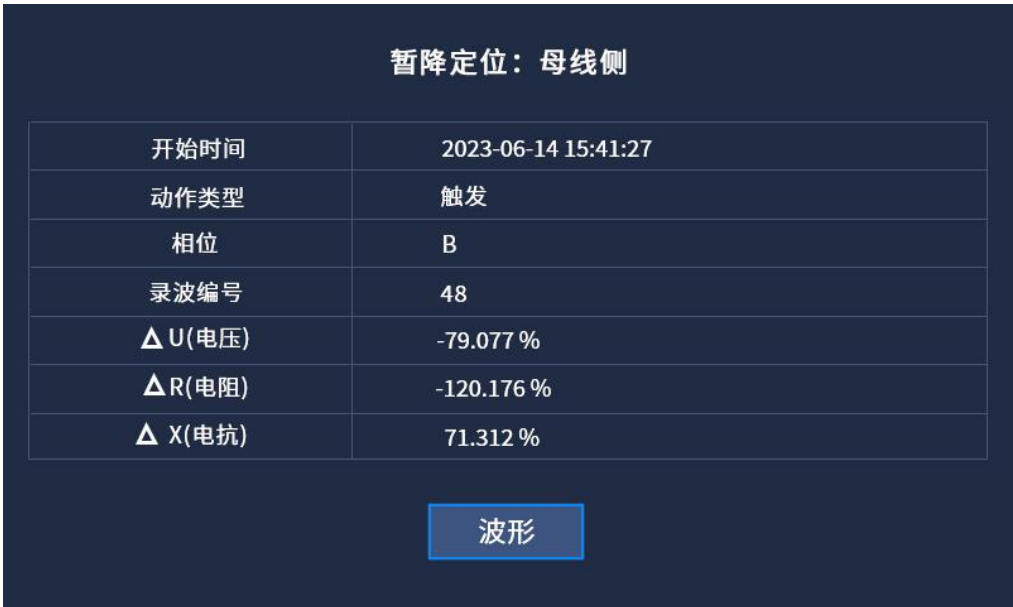 暂降定位：母线侧
开始时间 2023-06-14 15:41:27
动作类型 触发
相位 B
录波编号 48
Δ U(电压) -79.077 %
Δ R(电阻) -120.176 %
Δ X(电抗) 71.312 %
波形